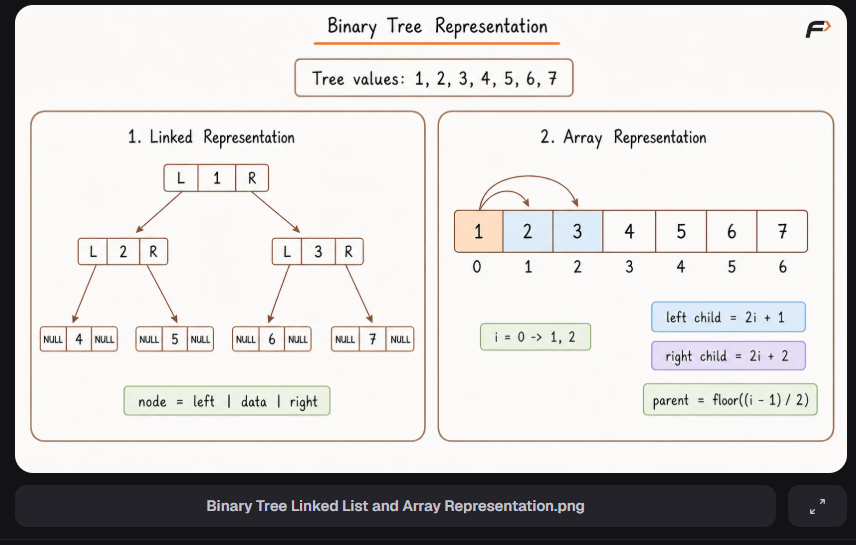 Binary Tree Representation
F
Tree values: 1, 2, 3, 4, 5, 6, 7
1. Linked Representation
L 1 R
L 2 R
L 3 R
NULL 4 NULL
NULL 5 NULL
NULL 6 NULL
NULL 7 NULL
node = left | data | right
2. Array Representation
1 2 3 4 5 6 7
0 1 2 3 4 5 6
i = 0 -> 1, 2
left child = 2i + 1
right child = 2i + 2
parent = floor((i - 1) / 2)
Binary Tree Linked List and Array Representation.png